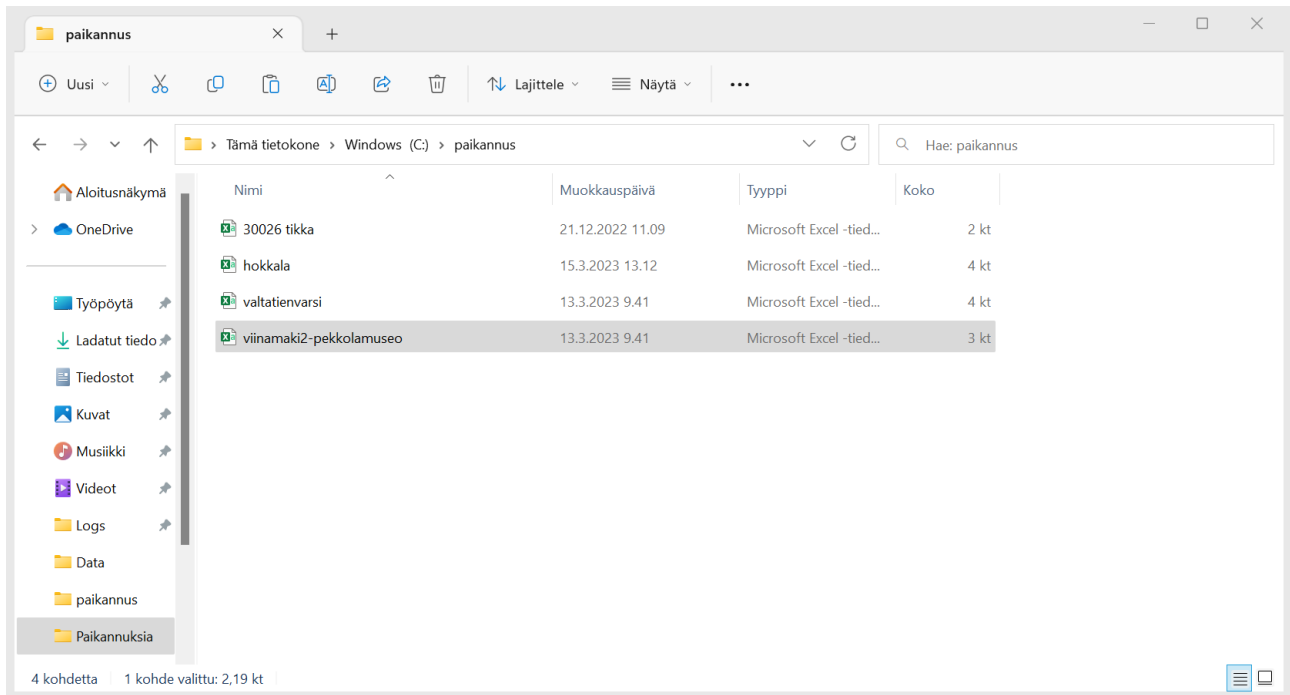 paikannus
Uusi Lajittele Näytä
Tämä tietokone Windows (C:) paikannus
Hae: paikannus
Nimi Muokkauspäivä Tyyppi Koko
30026 tikka 21.12.2022 11.09 Microsoft Excel -tied... 2 kt
hokkala 15.3.2023 13.12 Microsoft Excel -tied... 4 kt
valtatienvarsi 13.3.2023 9.41 Microsoft Excel -tied... 4 kt
viinamaki2-pekkolamuseo 13.3.2023 9.41 Microsoft Excel -tied... 3 kt
Aloitusnäkymä
OneDrive
Työpöytä
Ladatut tiedo
Tiedostot
Kuvat
Musiikki
Videot
Logs
Data
paikannus
Paikannuksia
4 kohdetta 1 kohde valittu: 2,19 kt